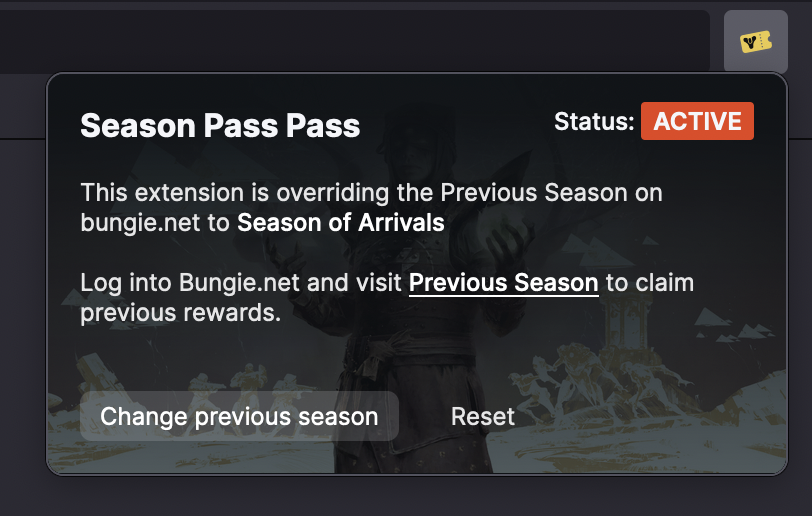 Season Pass Pass
Status: ACTIVE
This extension is overriding the Previous Season on
bungie.net to Season of Arrivals
Log into Bungie.net and visit Previous Season to claim
previous rewards.
Change previous season
Reset